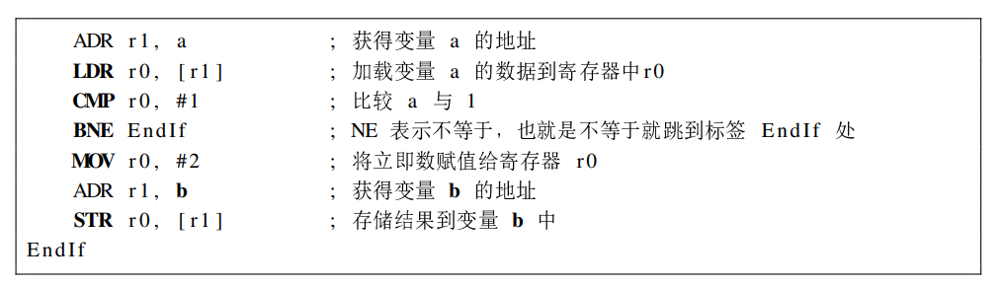 ADR r1, a ; 获得变量 a 的地址
LDR r0, [r1] ; 加载变量 a 的数据到寄存器中r0
CMP r0, #1 ; 比较 a 与 1
BNE EndIf ; NE 表示不等于，也就是不等于就跳到标签 EndIf 处
MOV r0, #2 ; 将立即数赋值给寄存器 r0
ADR r1, b ; 获得变量 b 的地址
STR r0, [r1] ; 存储结果到变量 b 中
EndIf